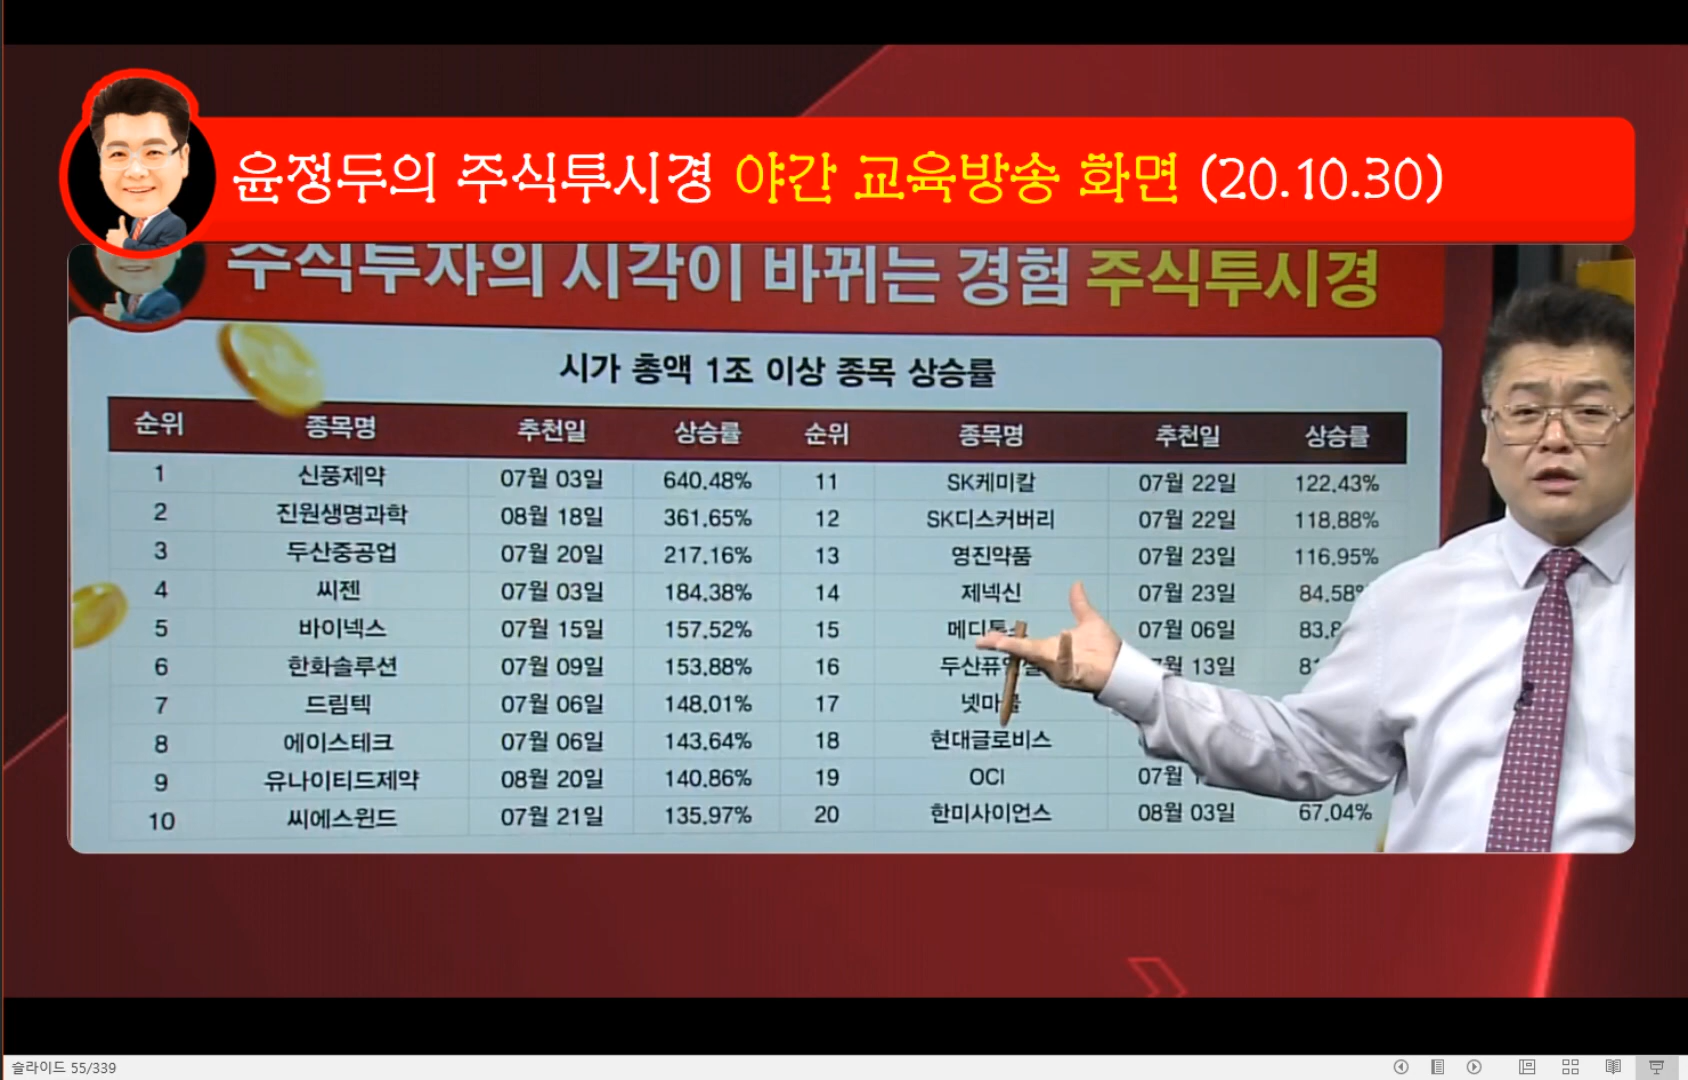 윤정두의 주식투시경 야간 교육방송 화면 (20.10.30)
주식투자의 시각이 바뀌는 경험 주식투시경
시가 총액 1조 이상 종목 상승률
순위 종목명 추천일 상승률 순위 종목명 추천일 상승률
1 신풍제약 07월 03일 640.48% 11 SK케미칼 07월 22일 122.43%
2 진원생명과학 08월 18일 361.65% 12 SK디스커버리 07월 22일 118.88%
3 두산중공업 07월 20일 217.16% 13 영진약품 07월 23일 116.95%
4 씨젠 07월 03일 184.38% 14 제넥신 07월 23일 84.58%
5 바이넥스 07월 15일 157.52% 15 07월 06일
6 한화솔루션 07월 09일 153.88% 16 13일
7 드림텍 07월 06일 148.01% 17
8 에이스테크 07월 06일 143.64% 18 현대글로비스
9 유나이티드제약 08월 20일 140.86% 19 OCI 07월
10 씨에스윈드 07월 21일 135.97% 20 한미사이언스 08월 03일 67.04%
슬라이드 55/339